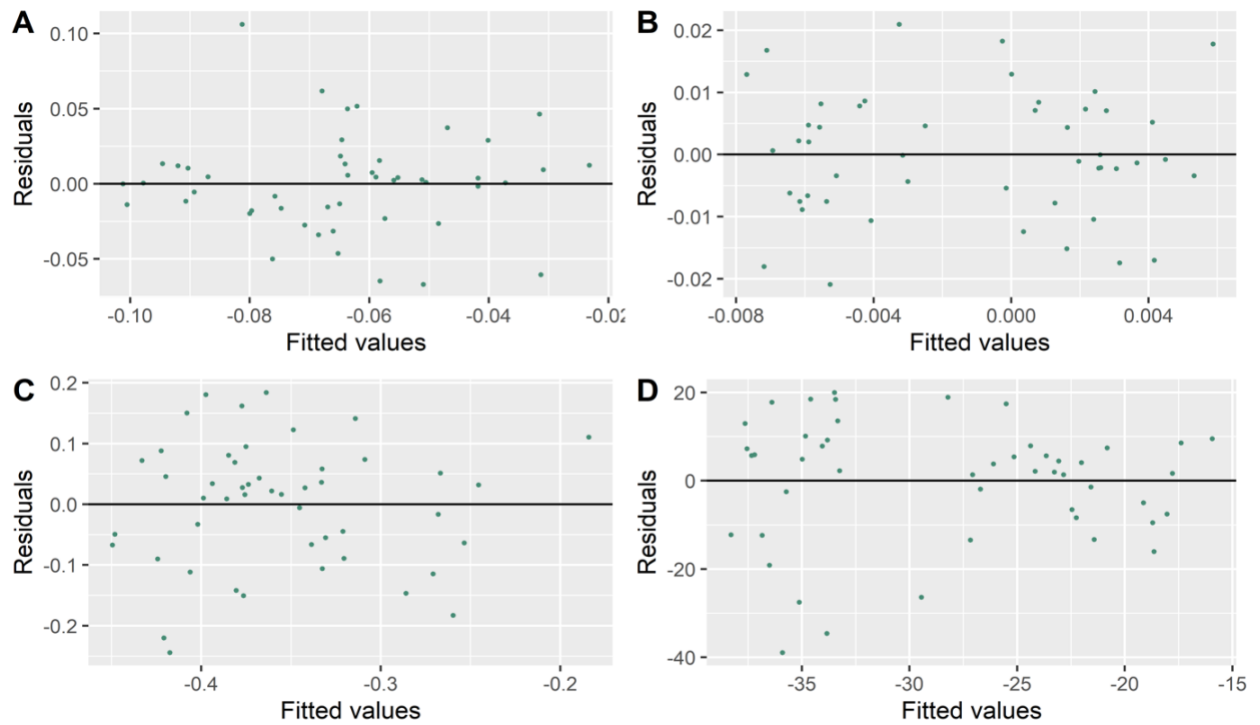 A
Residuals
0.10
0.05
0.00
-0.05
-0.10
-0.08
-0.06
-0.04
-0.02
Fitted values
B
Residuals
0.02
0.01
0.00
-0.01
-0.02
-0.008
-0.004
0.000
0.004
Fitted values
C
Residuals
0.2
0.1
0.0
-0.1
-0.2
-0.4
-0.3
-0.2
Fitted values
D
Residuals
20
0
-20
-40
-35
-30
-25
-20
-15
Fitted values